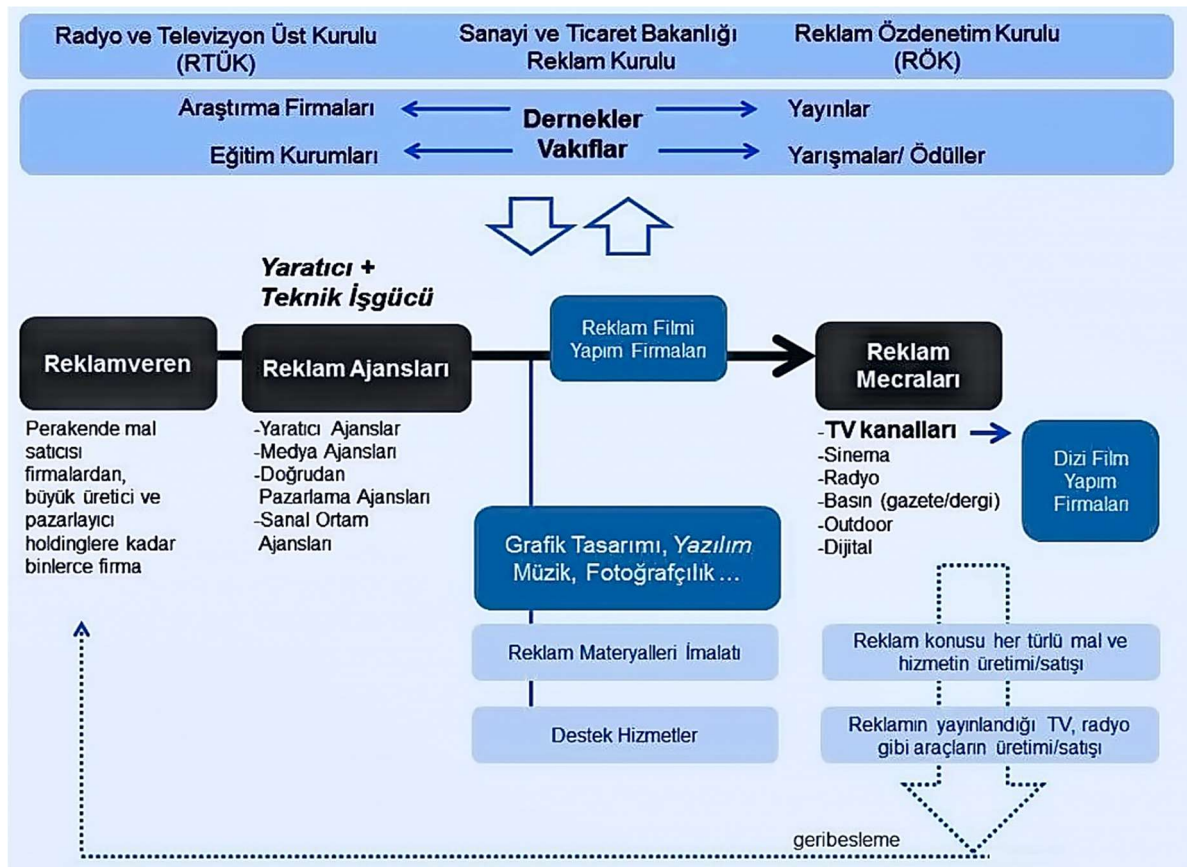 Radyo ve Televizyon Üst Kurulu
(RTÜK)
Sanayi ve Ticaret Bakanlığı
Reklam Kurulu
Reklam Özdenetim Kurulu
(RÖK)
Araştırma Firmaları
Eğitim Kurumları
Dernekler
Vakıflar
Yayınlar
Yarışmalar/ Ödüller
Yaratıcı +
Teknik İşgücü
Reklamveren
Perakende mal
satıcısı
firmalardan,
büyük üretici ve
pazarlayıcı
holdinglere kadar
binlerce firma
Reklam Ajansları
-Yaratıcı Ajanslar
-Medya Ajansları
-Doğrudan
Pazarlama Ajansları
-Sanal Ortam
Ajansları
Reklam Filmi
Yapım Firmaları
Grafik Tasarımı, Yazılım
Müzik, Fotoğrafçılık ...
Reklam Materyalleri İmalatı
Destek Hizmetler
Reklam
Mecraları
-TV kanalları
-Sinema
-Radyo
-Basın (gazete/dergi)
-Outdoor
-Dijital
Dizi Film
Yapım
Firmaları
Reklam konusu her türlü mal ve
hizmetin üretimi/satışı
Reklamın yayınlandığı TV, radyo
gibi araçların üretimi/satışı
geribesleme